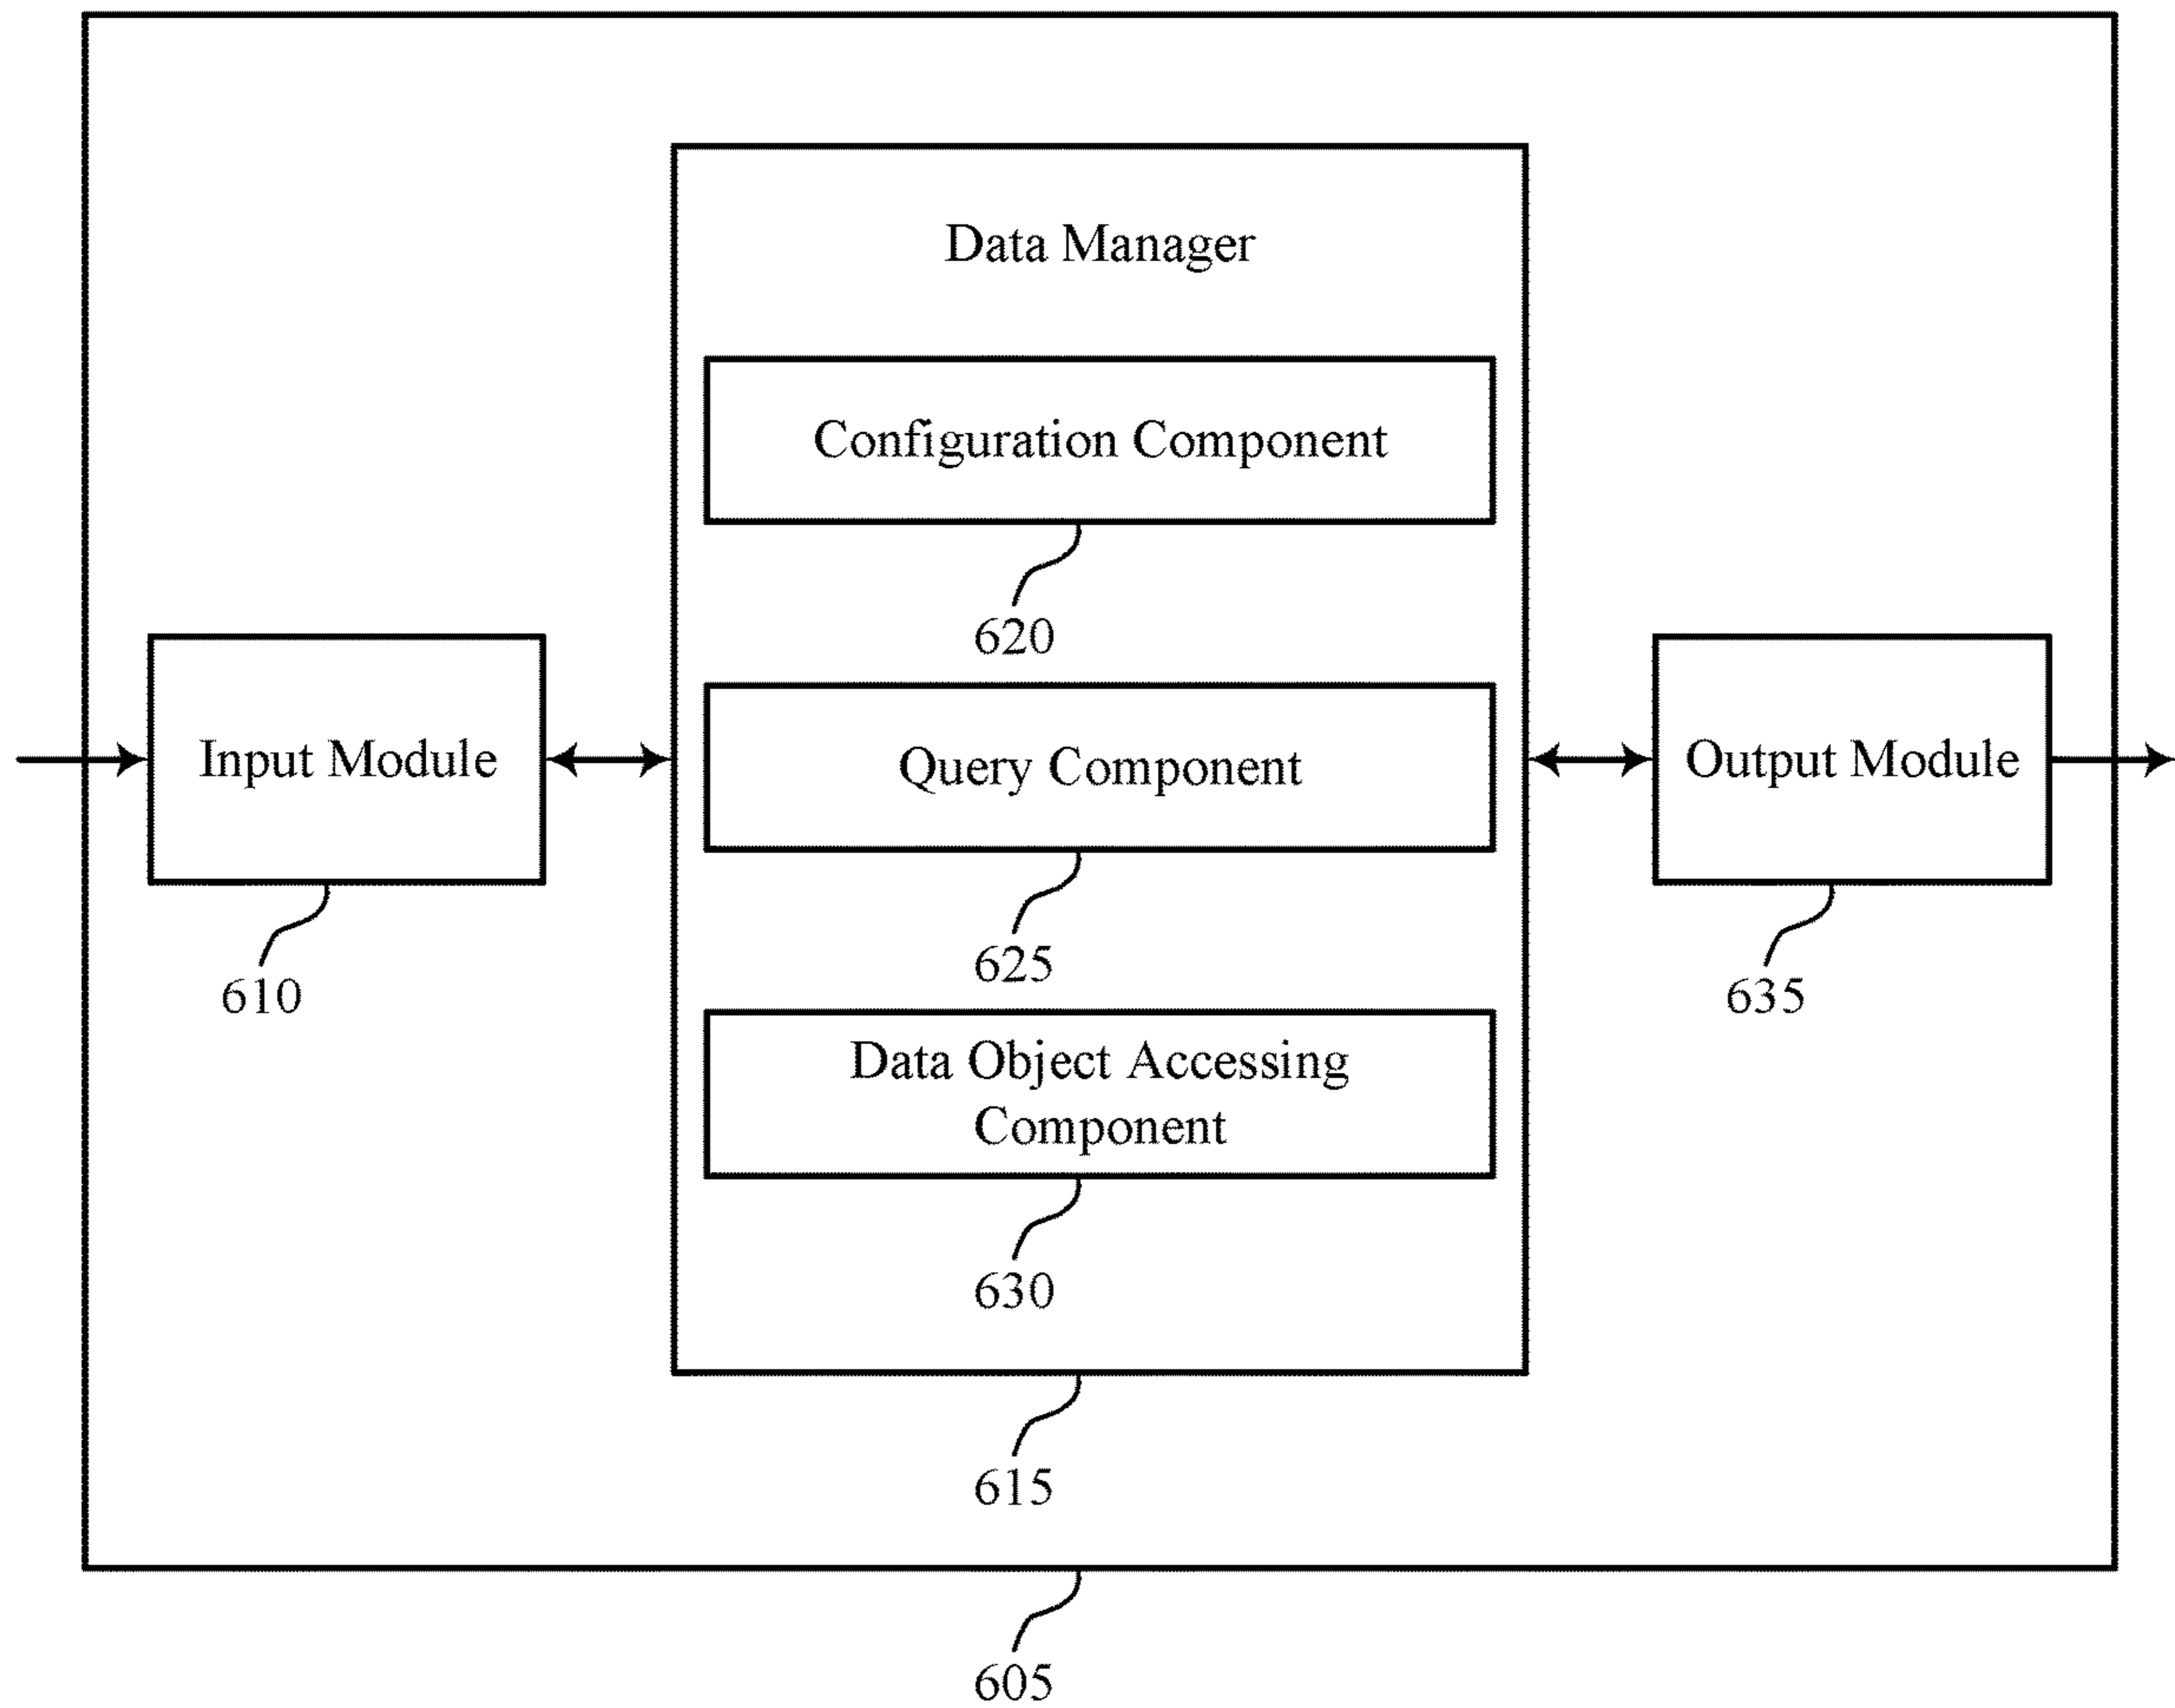 Data Manager
Configuration Component
620
Input Module
Query Component
Output Module
610
625
635
Data Object Accessing
Component
630
615
605